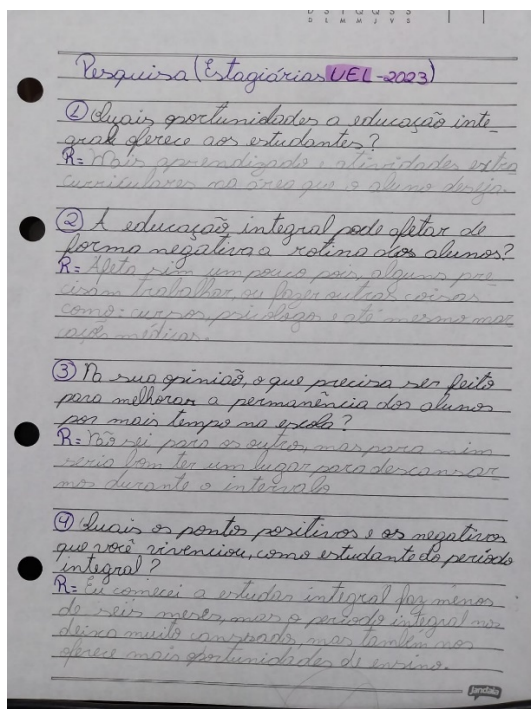 D S T Q Q S S
D L M M J V S
Pesquisa (Estagiárias UEL - 2023)
① Quais oportunidades a educação inte-
gral oferece aos estudantes?
R= Mais aprendizado e atividades extra
curriculares na área que o aluno deseja.
② A educação integral pode afetar de
forma negativa a rotina dos alunos?
R= Afeta sim um pouco pois, alguns pre-
cisam trabalhar, ou fazer outras coisas
como: cursos, psicólogo e até mesmo mar
cações médicas.
③ Na sua opinião, o que precisa ser feito
para melhorar a permanência dos alunos
por mais tempo na escola?
R= Não sei para os outros, mas para mim
seria bom ter um lugar para descansar-
mos durante o intervalo
④ Quais os pontos positivos e os negativos
que você vivenciou, como estudante do período
integral?
R= Eu comecei a estudar integral faz menos
de seis meses, mas o período integral nos
deixa muito cansados, mas também nos
oferece mais oportunidades de ensino.
jandaia